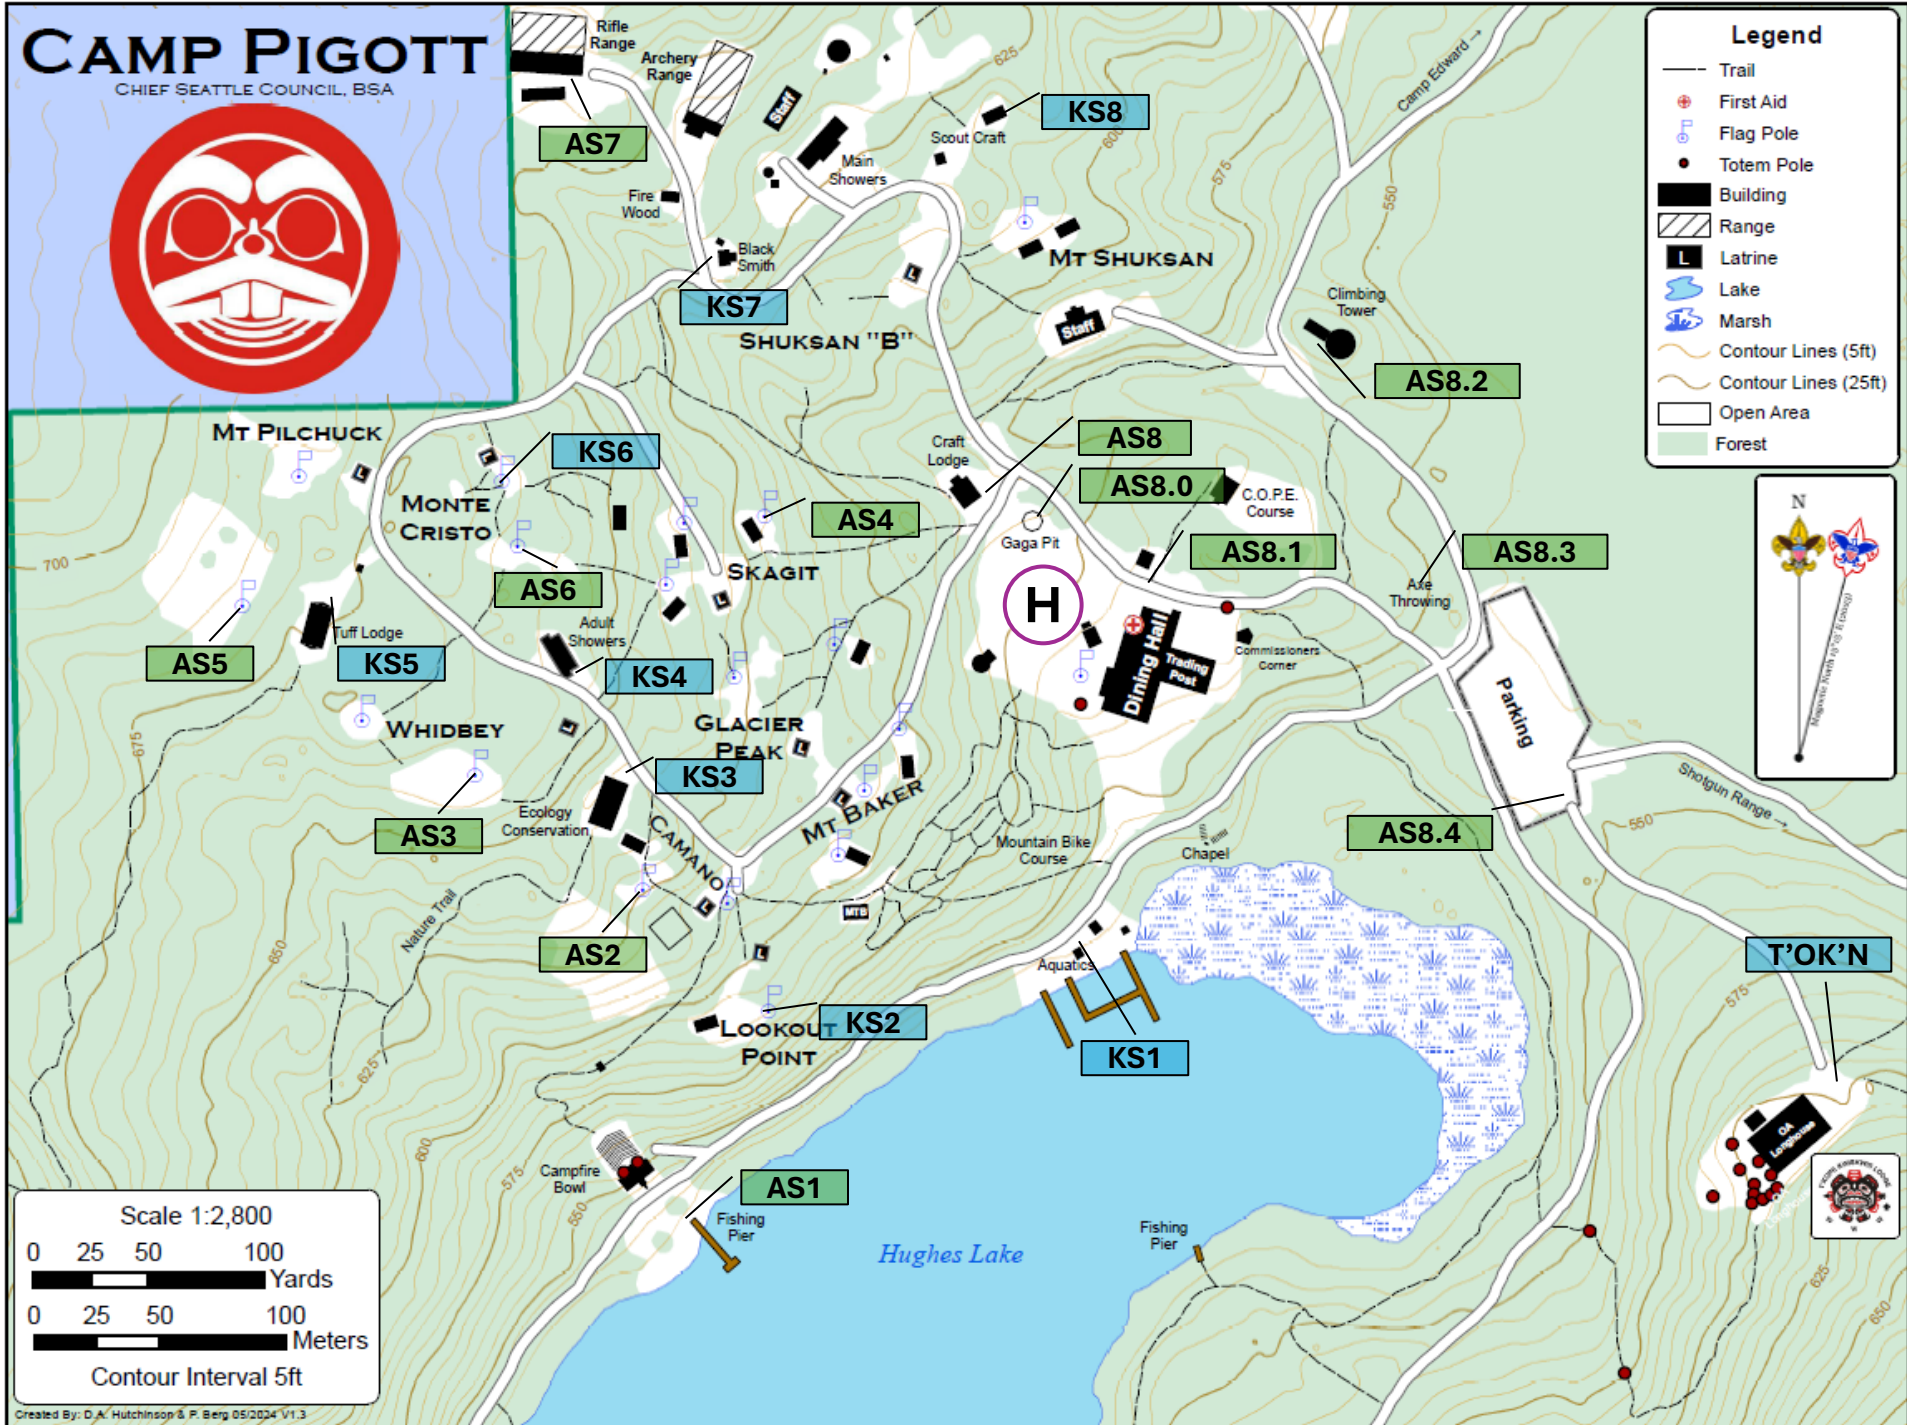 CAMP PIGOTT
CHIEF SEATTLE COUNCIL, BSA
Rifle
Range
Archery
Range
Staff
AS7
Main
Showers
Fire
Wood
Black
Smith
KS7
SHUKSAN "B"
Scout Craft
KS8
625
600
575
550
Camp Edward →
MT SHUKSAN
Staff
Climbing
Tower
AS8.2
Legend
Trail
First Aid
Flag Pole
Totem Pole
Building
Range
L
Latrine
Lake
Marsh
Contour Lines (5ft)
Contour Lines (25ft)
Open Area
Forest
N
MT PILCHUCK
L
L
KS6
MONTE
CRISTO
AS6
AS4
SKAGIT
L
Craft
Lodge
AS8
AS8.0
Gaga Pit
C.O.P.E.
Course
AS8.1
AS8.3
Axe
Throwing
H
L
700
AS5
Tuff Lodge
KS5
Adult
Showers
KS4
Dining Hall
Trading
Post
Commissioners
Corner
Parking
675
WHIDBEY
L
AS3
GLACIER
PEAK
L
KS3
Ecology
Conservation
CAMANO
L
MT BAKER
L
Mountain Bike
Course
MTB
Chapel
AS8.4
Shotgun Range →
550
Nature Trail
650
AS2
L
KS2
LOOKOUT
POINT
Aquatics
KS1
T'OK'N
575
625
600
575
550
Campfire
Bowl
AS1
Fishing
Pier
Hughes Lake
Fishing
Pier
OA
Longhouse
625
650
Scale 1:2,800
0 25 50 100
Yards
0 25 50 100
Meters
Contour Interval 5ft
Created By: D.A. Hutchinson & P. Berg 05/2024 V1.3